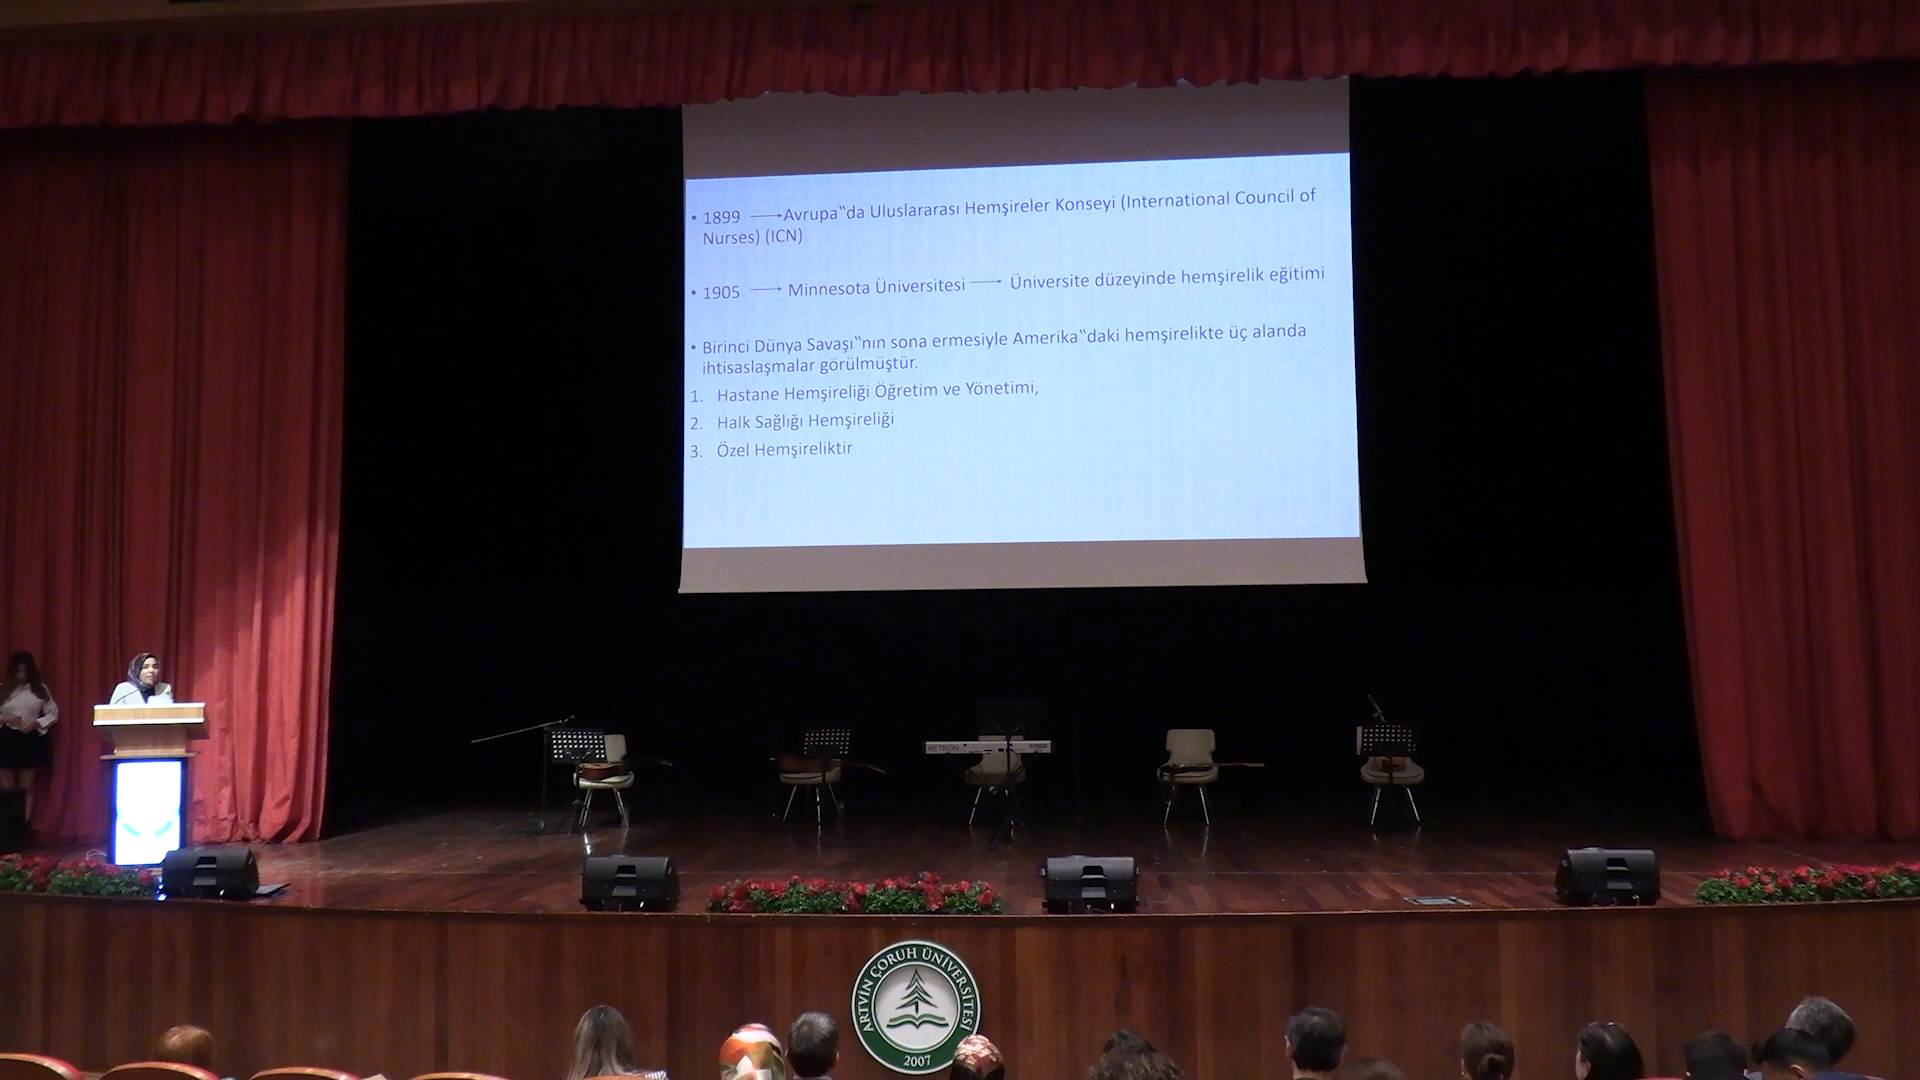 • 1899 → Avrupa‟da Uluslararası Hemşireler Konseyi (International Council of
Nurses) (ICN)
• 1905 → Minnesota Üniversitesi → Üniversite düzeyinde hemşirelik eğitimi
• Birinci Dünya Savaşı‟nın sona ermesiyle Amerika‟daki hemşirelikte üç alanda
ihtisaslaşmalar görülmüştür.
1. Hastane Hemşireliği Öğretim ve Yönetimi,
2. Halk Sağlığı Hemşireliği
3. Özel Hemşireliktir
KETRON
ARTVİN ÇORUH ÜNİVERSİTESİ
2007